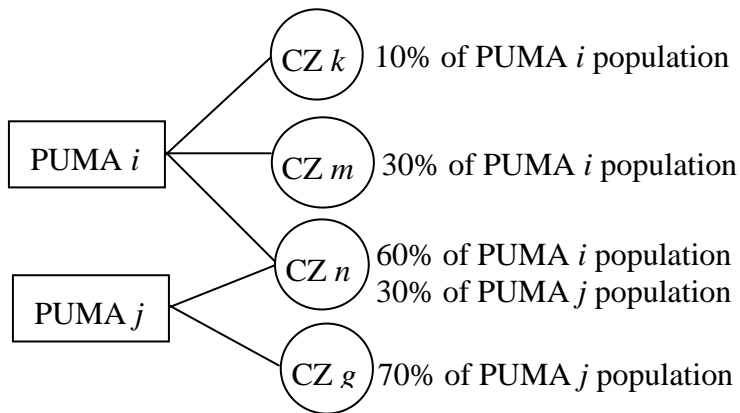 CZ k 10% of PUMA i population
PUMA i
CZ m 30% of PUMA i population
60% of PUMA i population
CZ n
30% of PUMA j population
PUMA j
CZ g 70% of PUMA j population